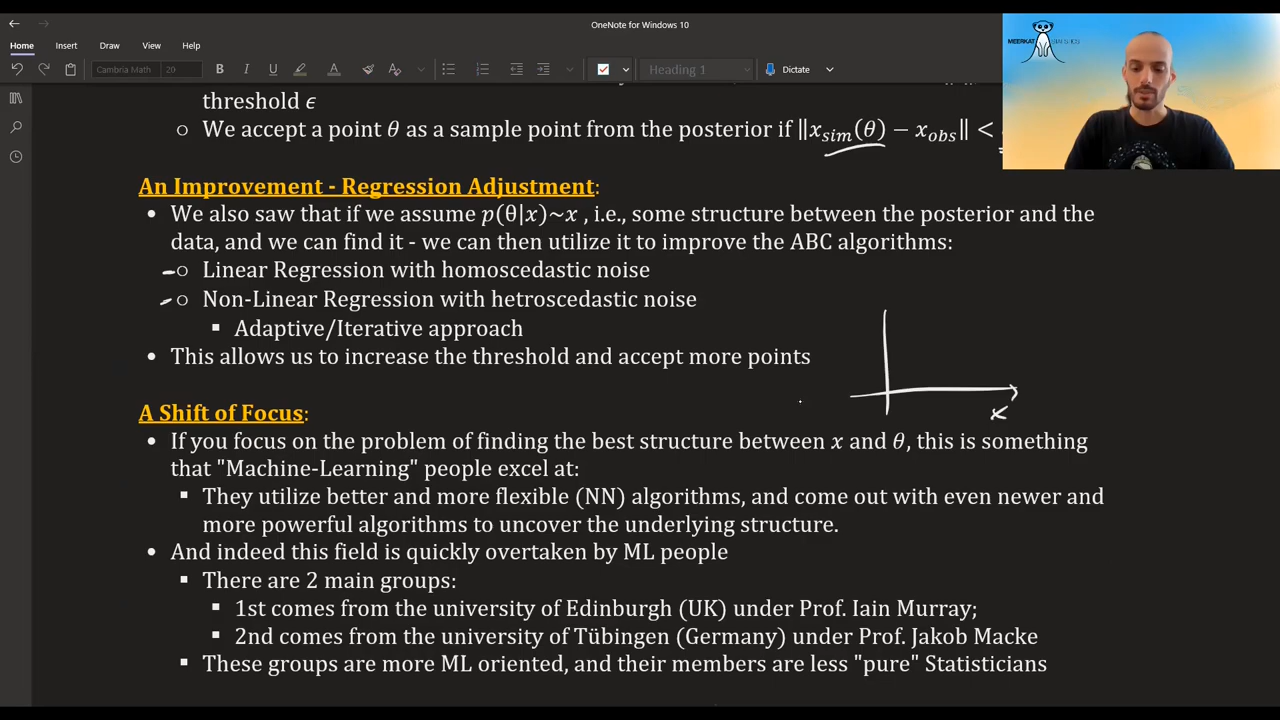 OneNote for Windows 10
Home Insert Draw View Help
Cambria Math 20 B I U A Heading 1 Dictate
MEERKAT STATISTICS
threshold ϵ
○ We accept a point θ as a sample point from the posterior if ‖x_sim(θ) − x_obs‖ <
An Improvement - Regression Adjustment:
• We also saw that if we assume p(θ|x)~x , i.e., some structure between the posterior and the
data, and we can find it - we can then utilize it to improve the ABC algorithms:
○ Linear Regression with homoscedastic noise
○ Non-Linear Regression with hetroscedastic noise
▪ Adaptive/Iterative approach
• This allows us to increase the threshold and accept more points
x
A Shift of Focus:
• If you focus on the problem of finding the best structure between x and θ, this is something
that "Machine-Learning" people excel at:
▪ They utilize better and more flexible (NN) algorithms, and come out with even newer and
more powerful algorithms to uncover the underlying structure.
• And indeed this field is quickly overtaken by ML people
▪ There are 2 main groups:
▪ 1st comes from the university of Edinburgh (UK) under Prof. Iain Murray;
▪ 2nd comes from the university of Tübingen (Germany) under Prof. Jakob Macke
▪ These groups are more ML oriented, and their members are less "pure" Statisticians